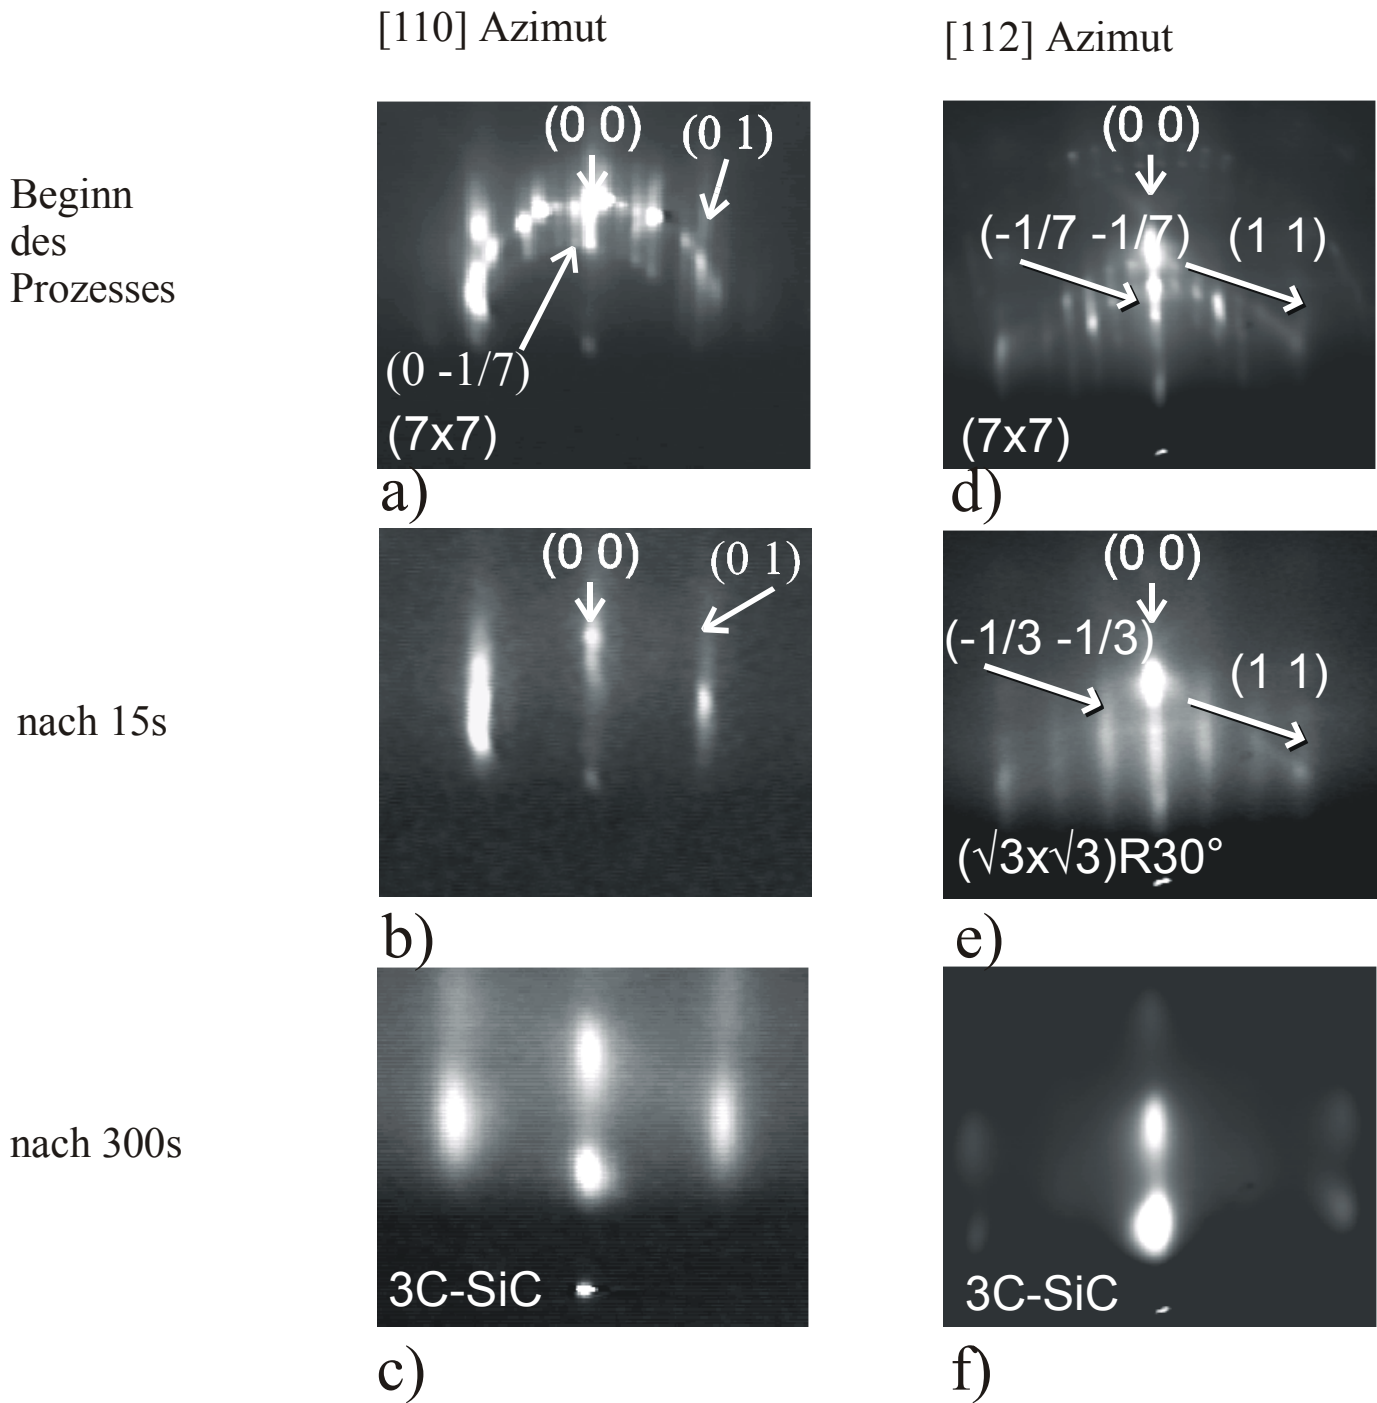 [110] Azimut
[112] Azimut
Beginn
des
Prozesses
(0 0)
(0 1)
(0 -1/7)
(7x7)
a)
(0 0)
(-1/7 -1/7)
(1 1)
(7x7)
d)
nach 15s
(0 0)
(0 1)
b)
(0 0)
(-1/3 -1/3)
(1 1)
(√3x√3)R30°
e)
nach 300s
3C-SiC
c)
3C-SiC
f)